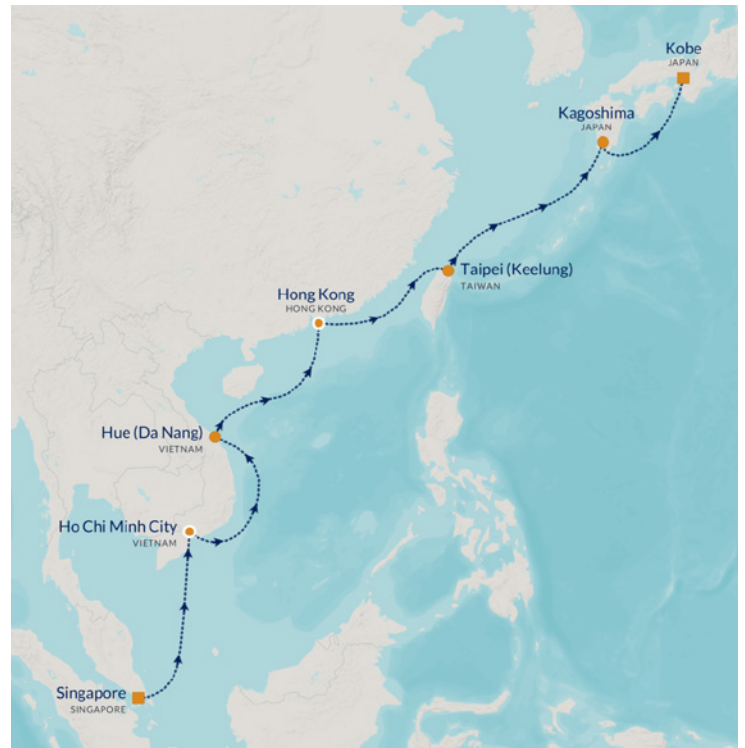 Kobe
JAPAN
Kagoshima
JAPAN
Taipei (Keelung)
TAIWAN
Hong Kong
HONG KONG
Hue (Da Nang)
VIETNAM
Ho Chi Minh City
VIETNAM
Singapore
SINGAPORE